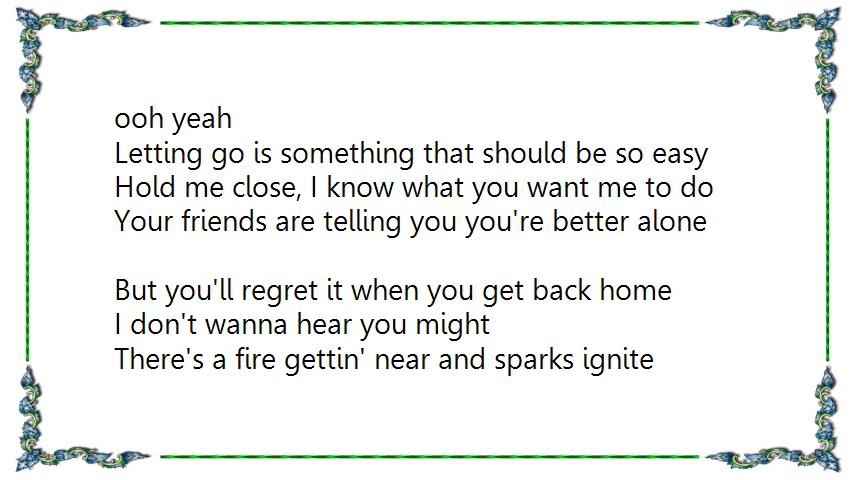 ooh yeah
Letting go is something that should be so easy
Hold me close, I know what you want me to do
Your friends are telling you you're better alone
But you'll regret it when you get back home
I don't wanna hear you might
There's a fire gettin' near and sparks ignite